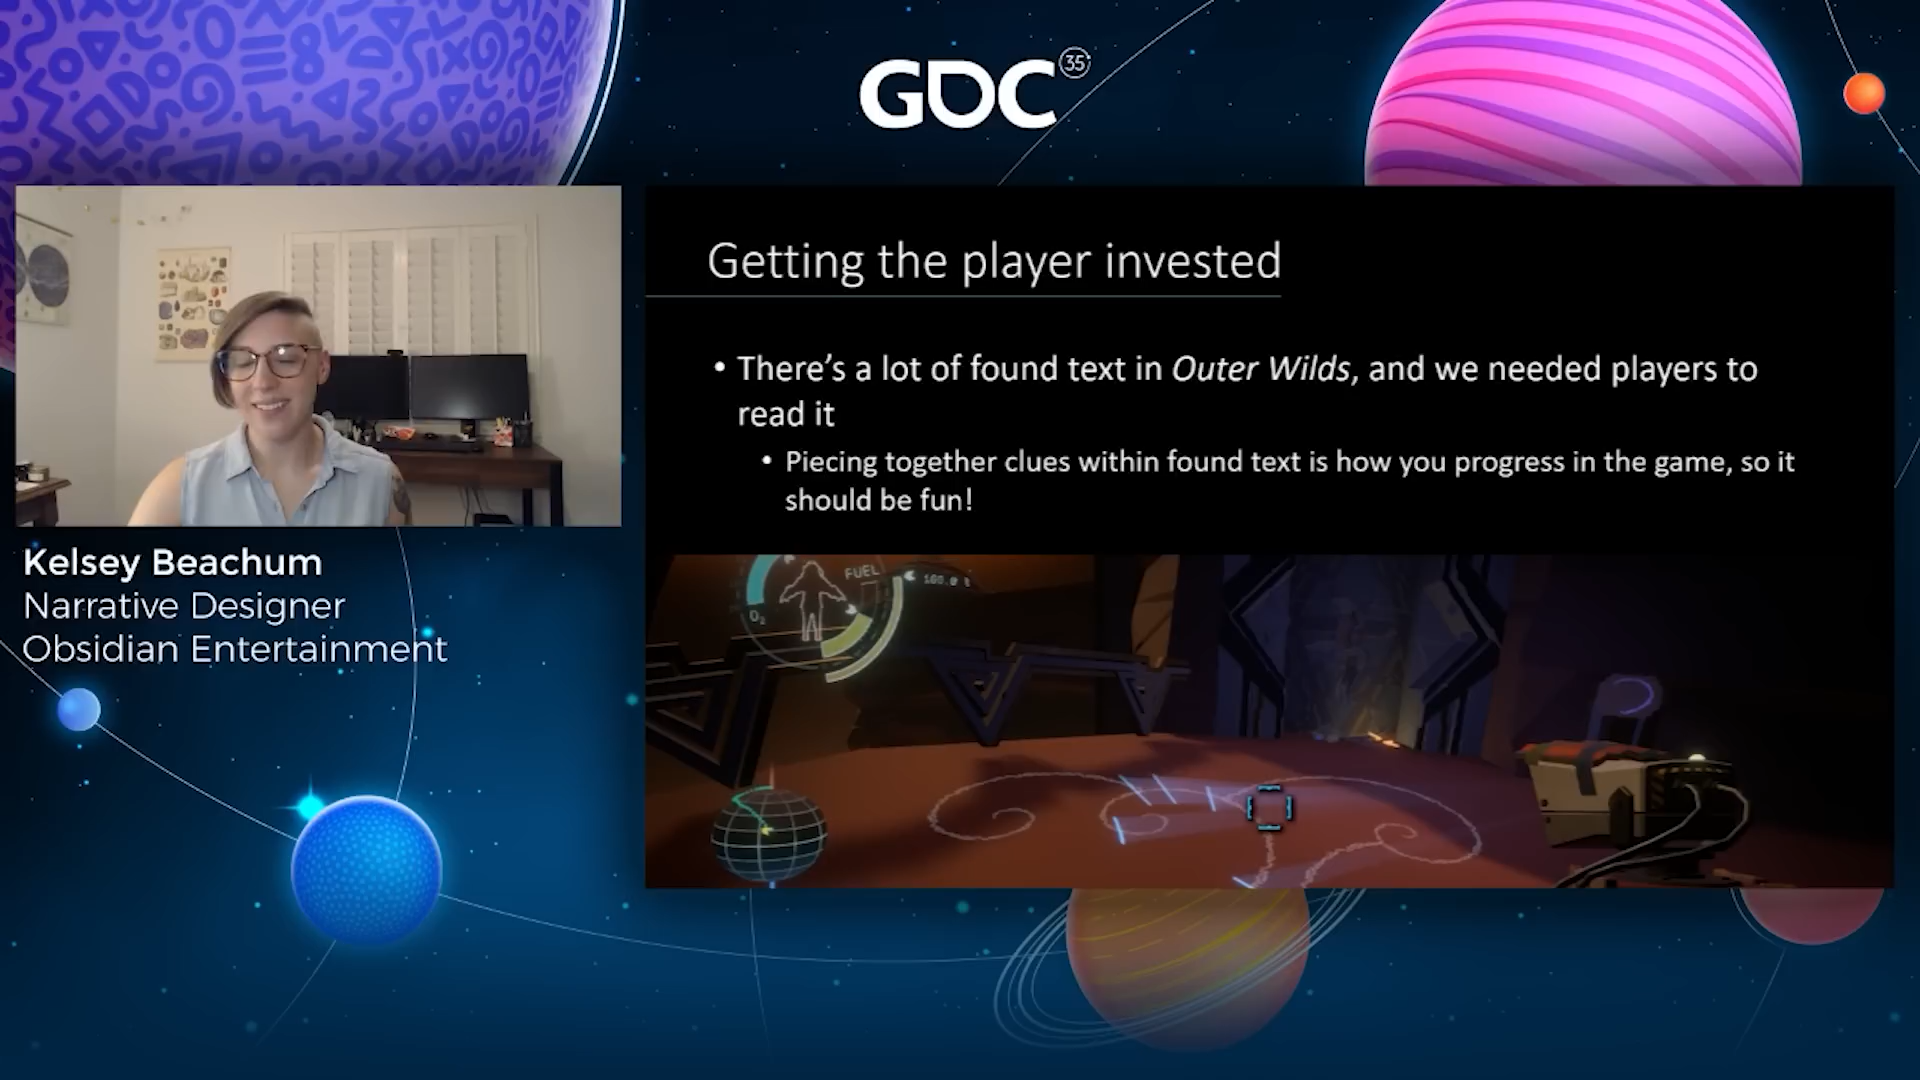 GDC 35
Getting the player invested
• There’s a lot of found text in Outer Wilds, and we needed players to
read it
• Piecing together clues within found text is how you progress in the game, so it
should be fun!
Kelsey Beachum
Narrative Designer
Obsidian Entertainment
FUEL
O₂